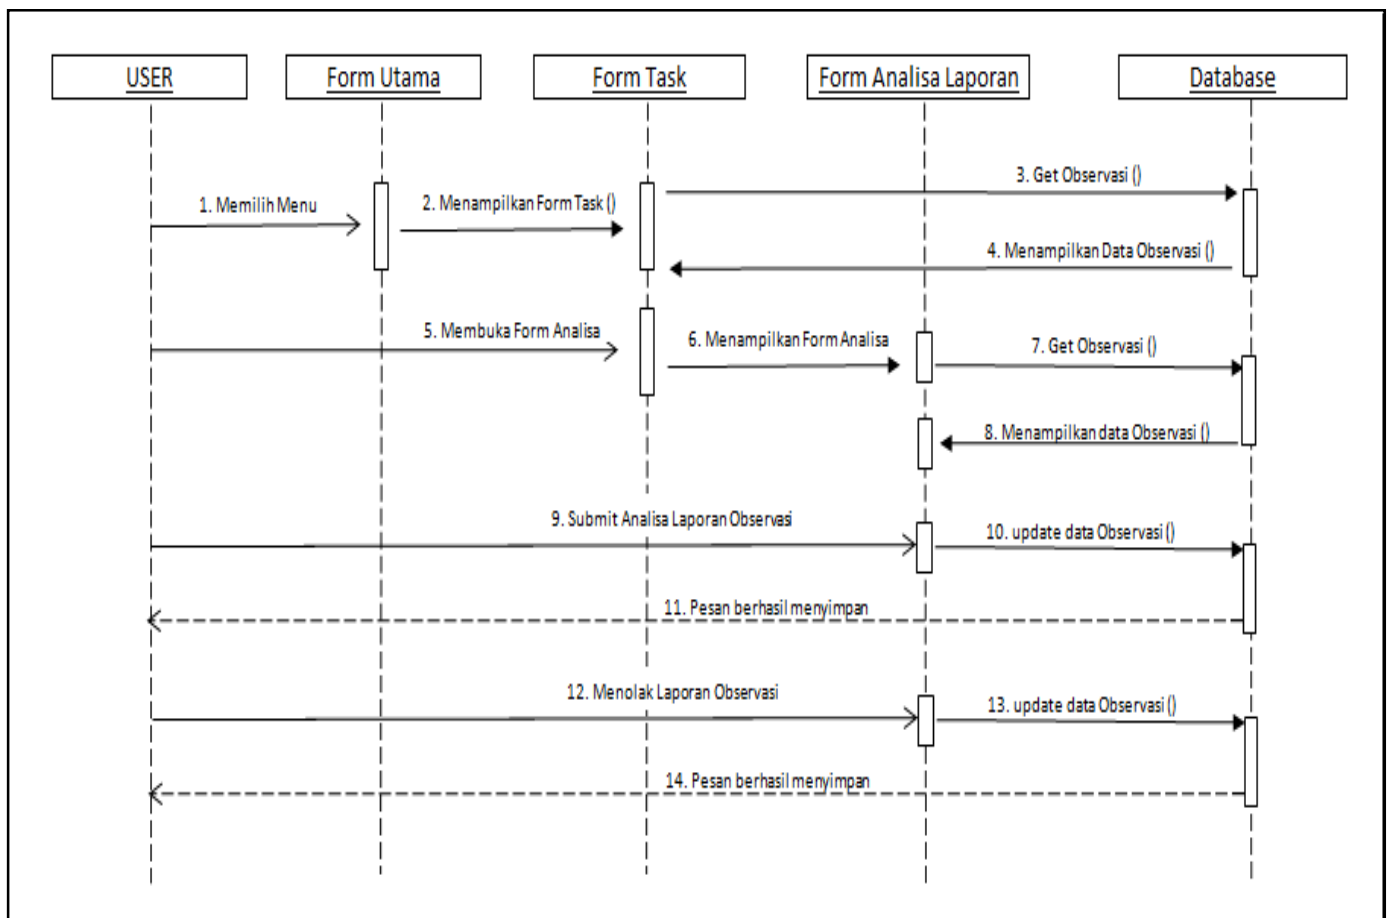 USER
Form Utama
Form Task
Form Analisa Laporan
Database
1. Memilih Menu
2. Menampilkan Form Task ()
3. Get Observasi ()
4. Menampilkan Data Observasi ()
5. Membuka Form Analisa
6. Menampilkan Form Analisa
7. Get Observasi ()
8. Menampilkan data Observasi ()
9. Submit Analisa Laporan Observasi
10. update data Observasi ()
11. Pesan berhasil menyimpan
12. Menolak Laporan Observasi
13. update data Observasi ()
14. Pesan berhasil menyimpan